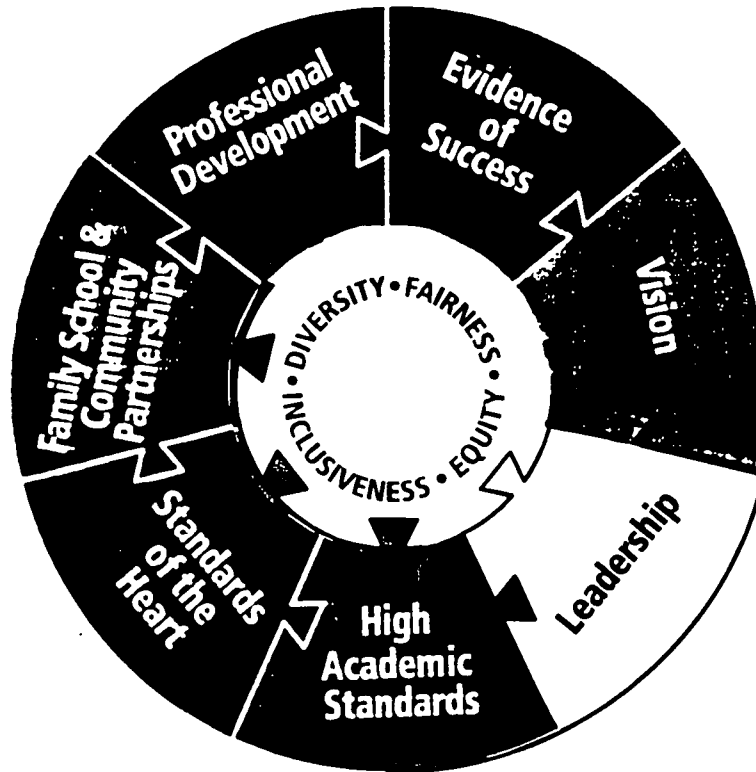 Professional
Development
Evidence
of
Success
Vision
Leadership
High
Academic
Standards
Standards
of the
Heart
Family School &
Community
Partnerships
DIVERSITY • FAIRNESS •
EQUITY •
INCLUSIVENESS •